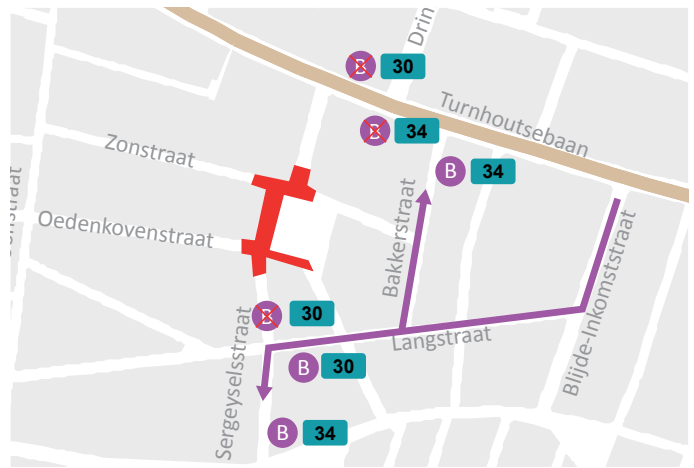 Drin
B 30
Turnhoutsebaan
B 34
Zonstraat
B 34
Oedenkovenstraat
Bakkerstraat
Blijde-Inkomststraat
B 30
Langstraat
Sergeyselsstraat
B 30
B 34